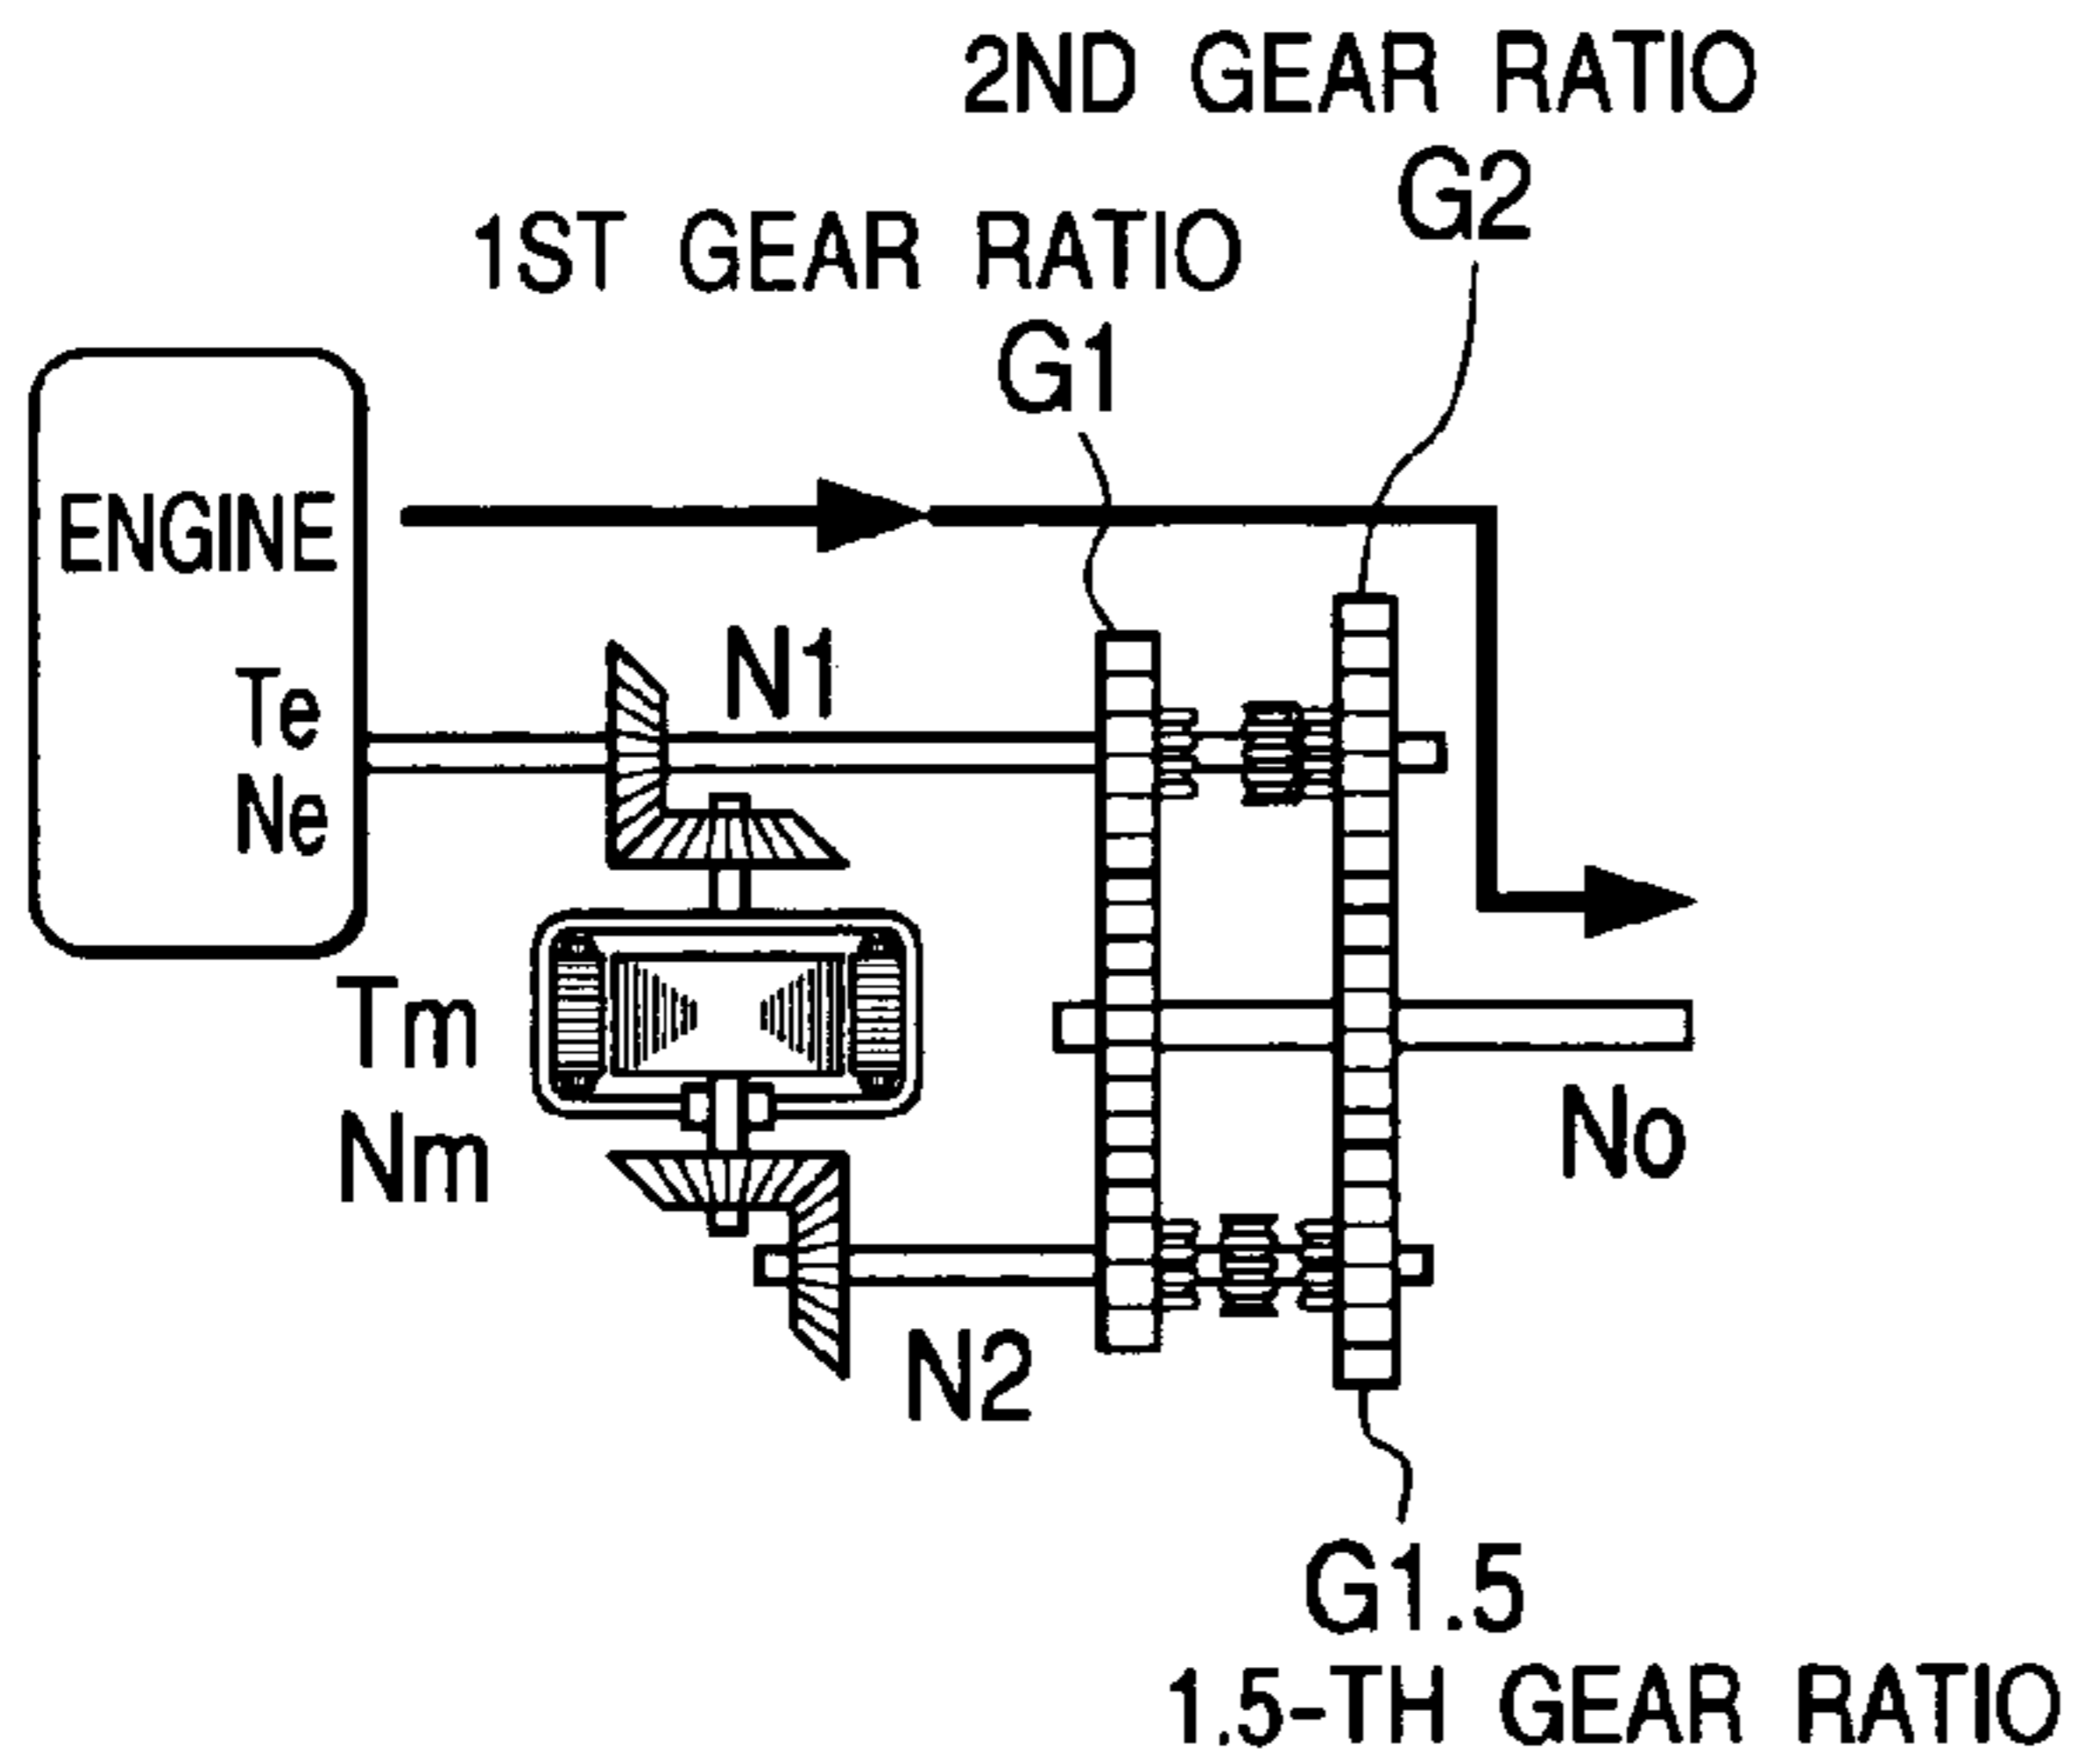 2ND GEAR RATIO
G2
1ST GEAR RATIO
G1
ENGINE
Te
Ne
N1
Tm
Nm
No
N2
G1.5
1.5-TH GEAR RATIO